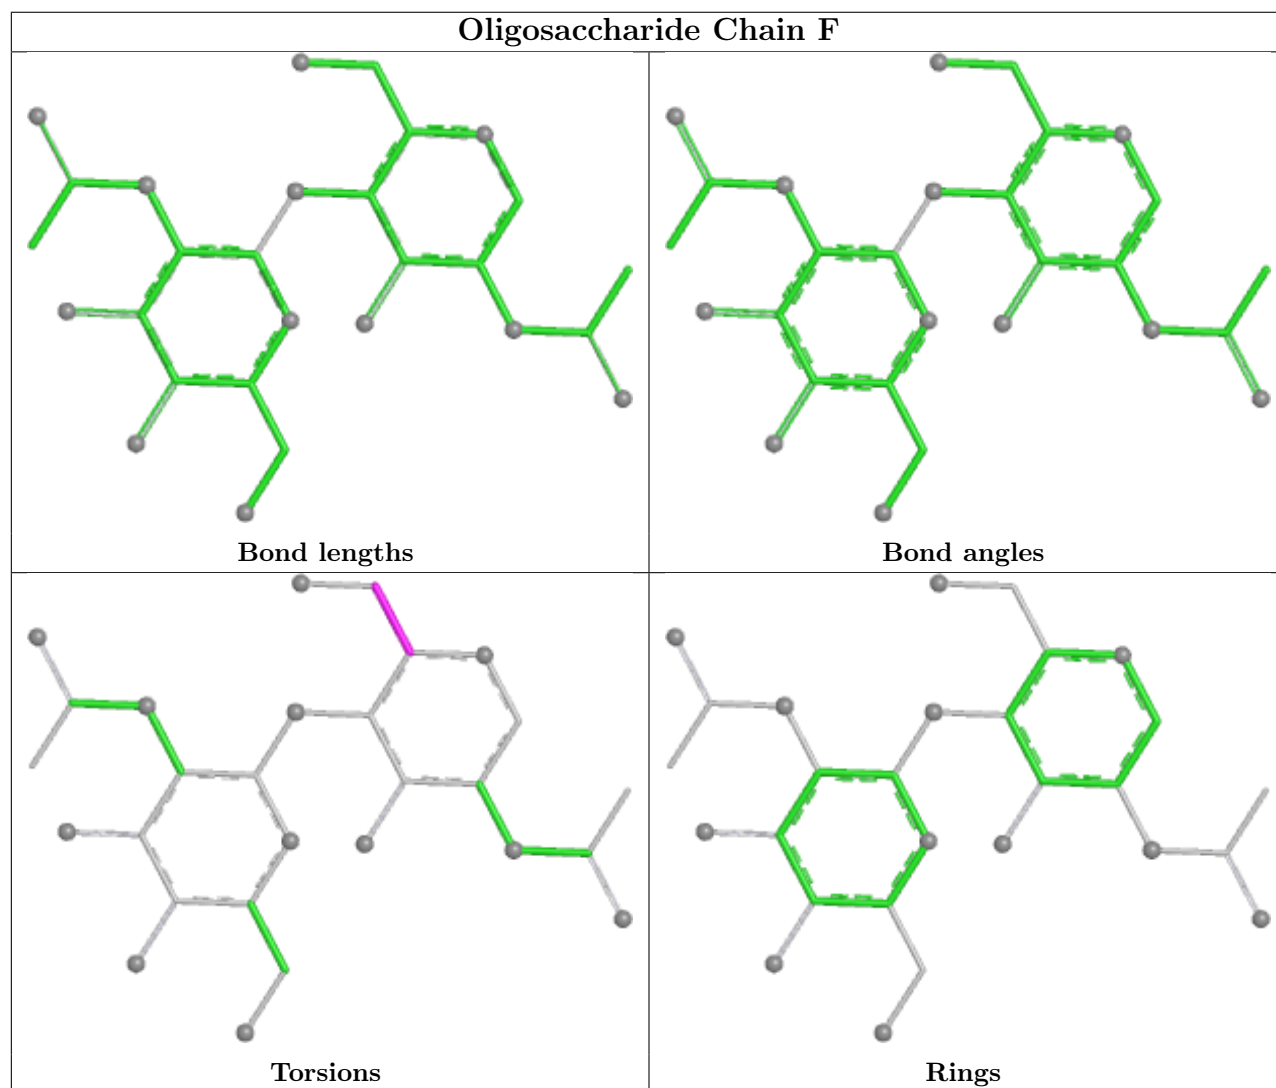 Oligosaccharide Chain F
Bond lengths
Bond angles
Torsions
Rings